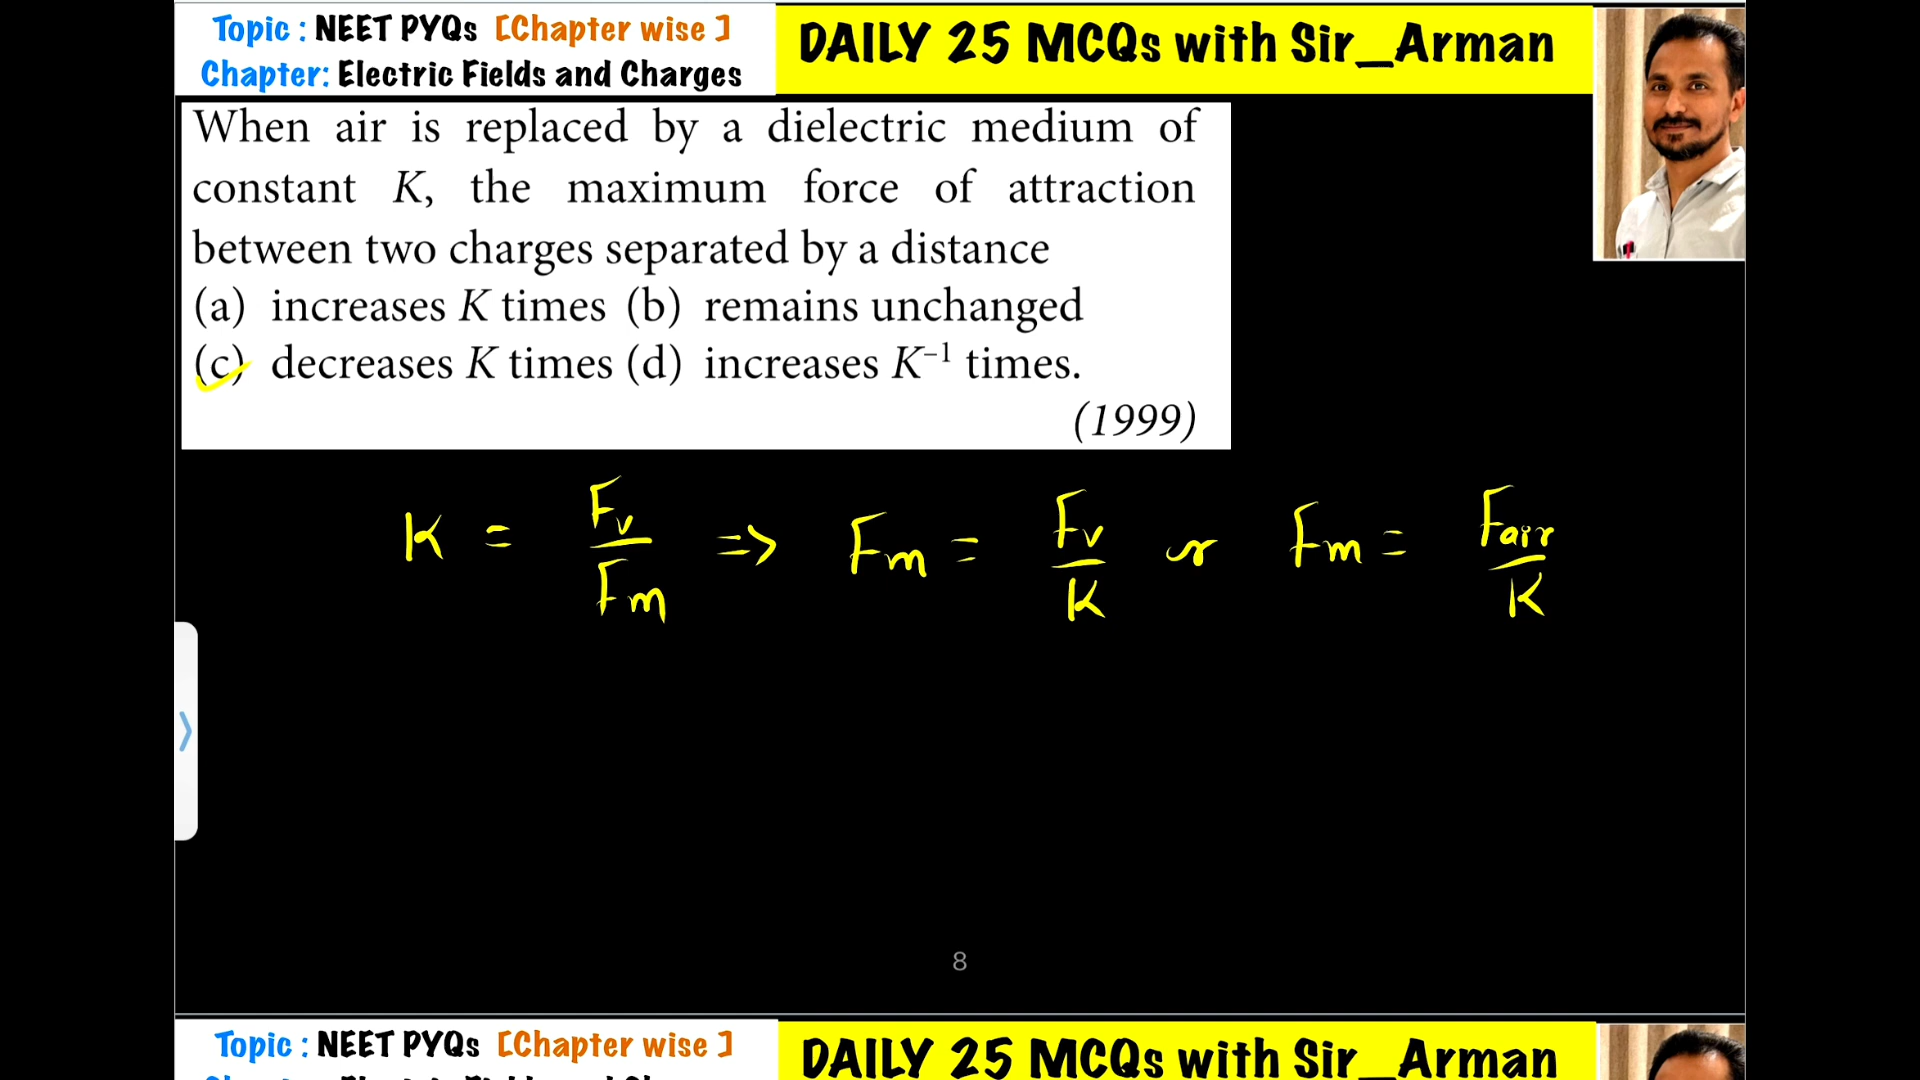 Topic : NEET PYQs [Chapter wise ]
Chapter: Electric Fields and Charges
DAILY 25 MCQs with Sir_Arman
When air is replaced by a dielectric medium of
constant K, the maximum force of attraction
between two charges separated by a distance
(a) increases K times (b) remains unchanged
(c) decreases K times (d) increases K⁻¹ times.
(1999)
K = Fv/Fm => Fm = Fv/K or Fm = Fair/K
8
Topic : NEET PYQs [Chapter wise ]
DAILY 25 MCQs with Sir_Arman